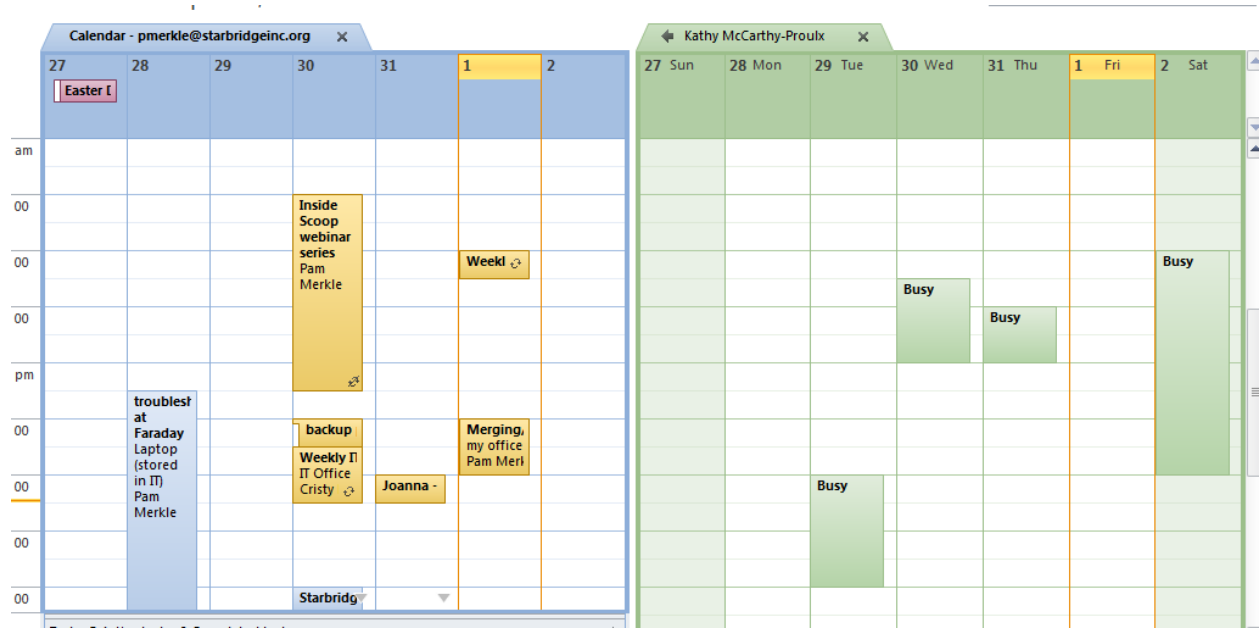 Calendar - pmerkle@starbridgeinc.org
27 28 29 30 31 1 2
Easter
am
00
00
00
pm
00
00
00
00
Inside
Scoop
webinar
series
Pam
Merkle
Weekl
troublesh
at
Faraday
Laptop
(stored
in IT)
Pam
Merkle
backup
Weekly IT
IT Office
Cristy
Joanna -
Merging,
my office
Pam Merk
Starbridg
Kathy McCarthy-Proulx
27 Sun 28 Mon 29 Tue 30 Wed 31 Thu 1 Fri 2 Sat
Busy
Busy
Busy
Busy